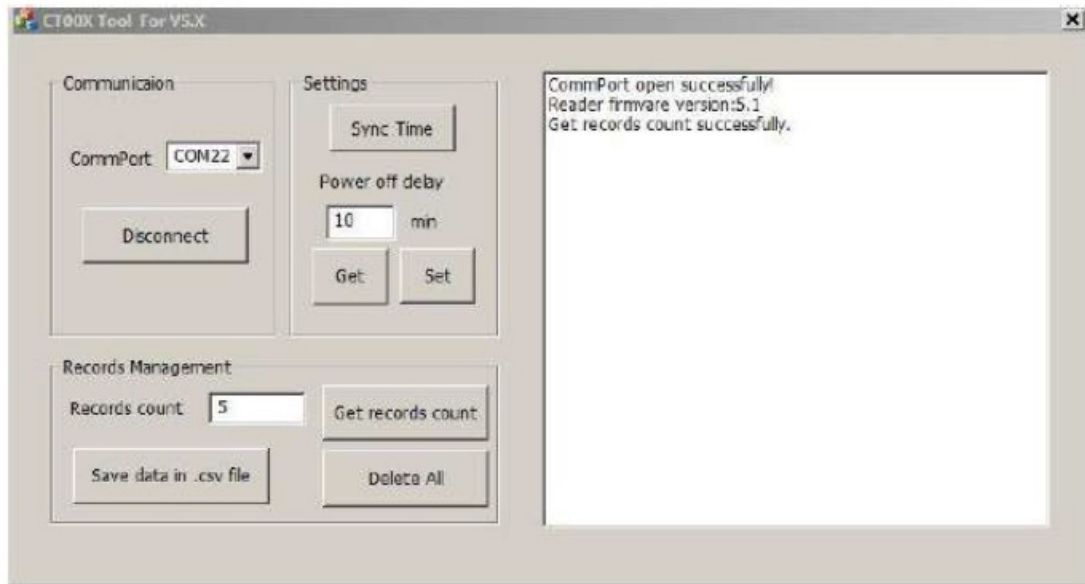 CT00X Tool For V5.X
Communicaion
CommPort
COM22
Disconnect
Settings
Sync Time
Power off delay
10
min
Get
Set
Records Management
Records count
5
Get records count
Save data in .csv file
Delete All
CommPort open successfully!
Reader firmvare version:5.1
Get records count successfully.